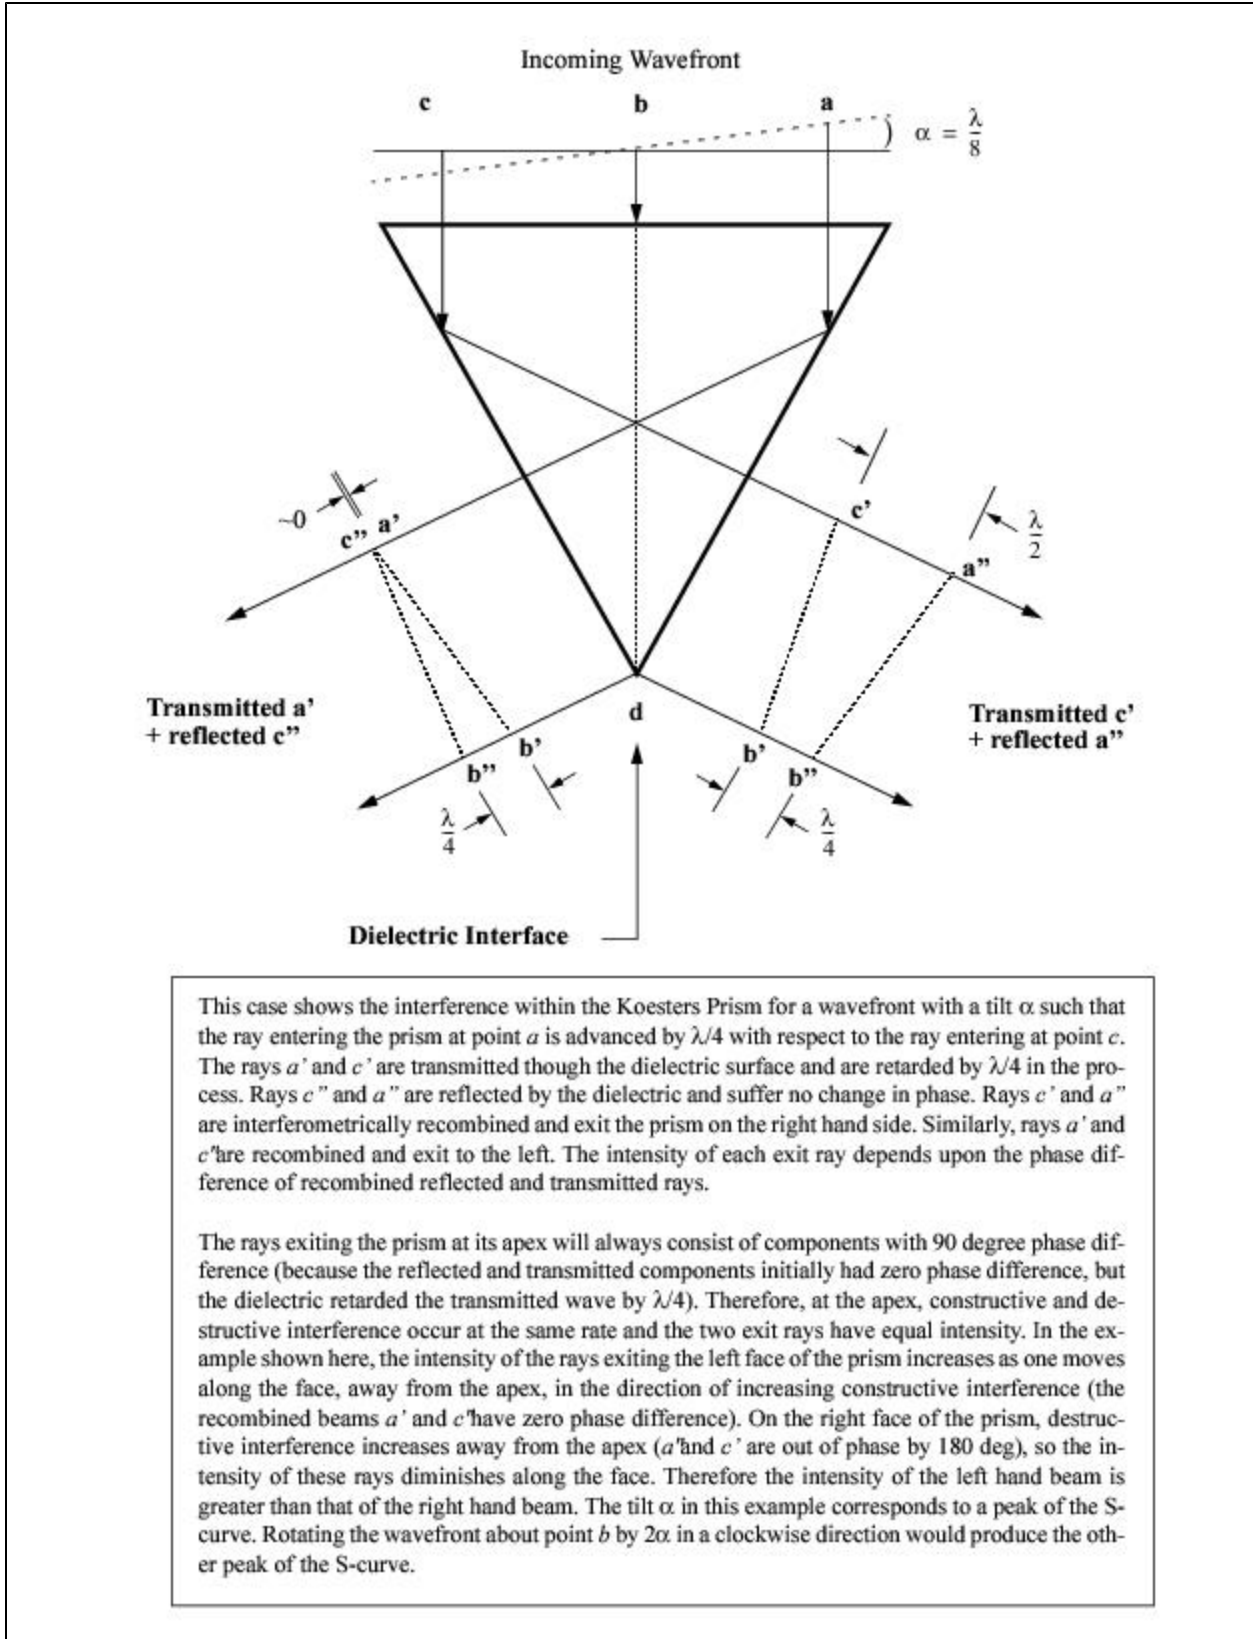 Incoming Wavefront
c b a
α = λ/8
c'
~0
c” a’
λ/2
a”
Transmitted a’
+ reflected c”
d
Transmitted c’
+ reflected a”
b’
b”
b’
b”
λ/4
λ/4
Dielectric Interface
This case shows the interference within the Koesters Prism for a wavefront with a tilt α such that
the ray entering the prism at point a is advanced by λ/4 with respect to the ray entering at point c.
The rays a’ and c’ are transmitted though the dielectric surface and are retarded by λ/4 in the pro-
cess. Rays c” and a” are reflected by the dielectric and suffer no change in phase. Rays c’ and a”
are interferometrically recombined and exit the prism on the right hand side. Similarly, rays a’ and
c”are recombined and exit to the left. The intensity of each exit ray depends upon the phase dif-
ference of recombined reflected and transmitted rays.
The rays exiting the prism at its apex will always consist of components with 90 degree phase dif-
ference (because the reflected and transmitted components initially had zero phase difference, but
the dielectric retarded the transmitted wave by λ/4). Therefore, at the apex, constructive and de-
structive interference occur at the same rate and the two exit rays have equal intensity. In the ex-
ample shown here, the intensity of the rays exiting the left face of the prism increases as one moves
along the face, away from the apex, in the direction of increasing constructive interference (the
recombined beams a’ and c”have zero phase difference). On the right face of the prism, destruc-
tive interference increases away from the apex (a”and c’ are out of phase by 180 deg), so the in-
tensity of these rays diminishes along the face. Therefore the intensity of the left hand beam is
greater than that of the right hand beam. The tilt α in this example corresponds to a peak of the S-
curve. Rotating the wavefront about point b by 2α in a clockwise direction would produce the oth-
er peak of the S-curve.